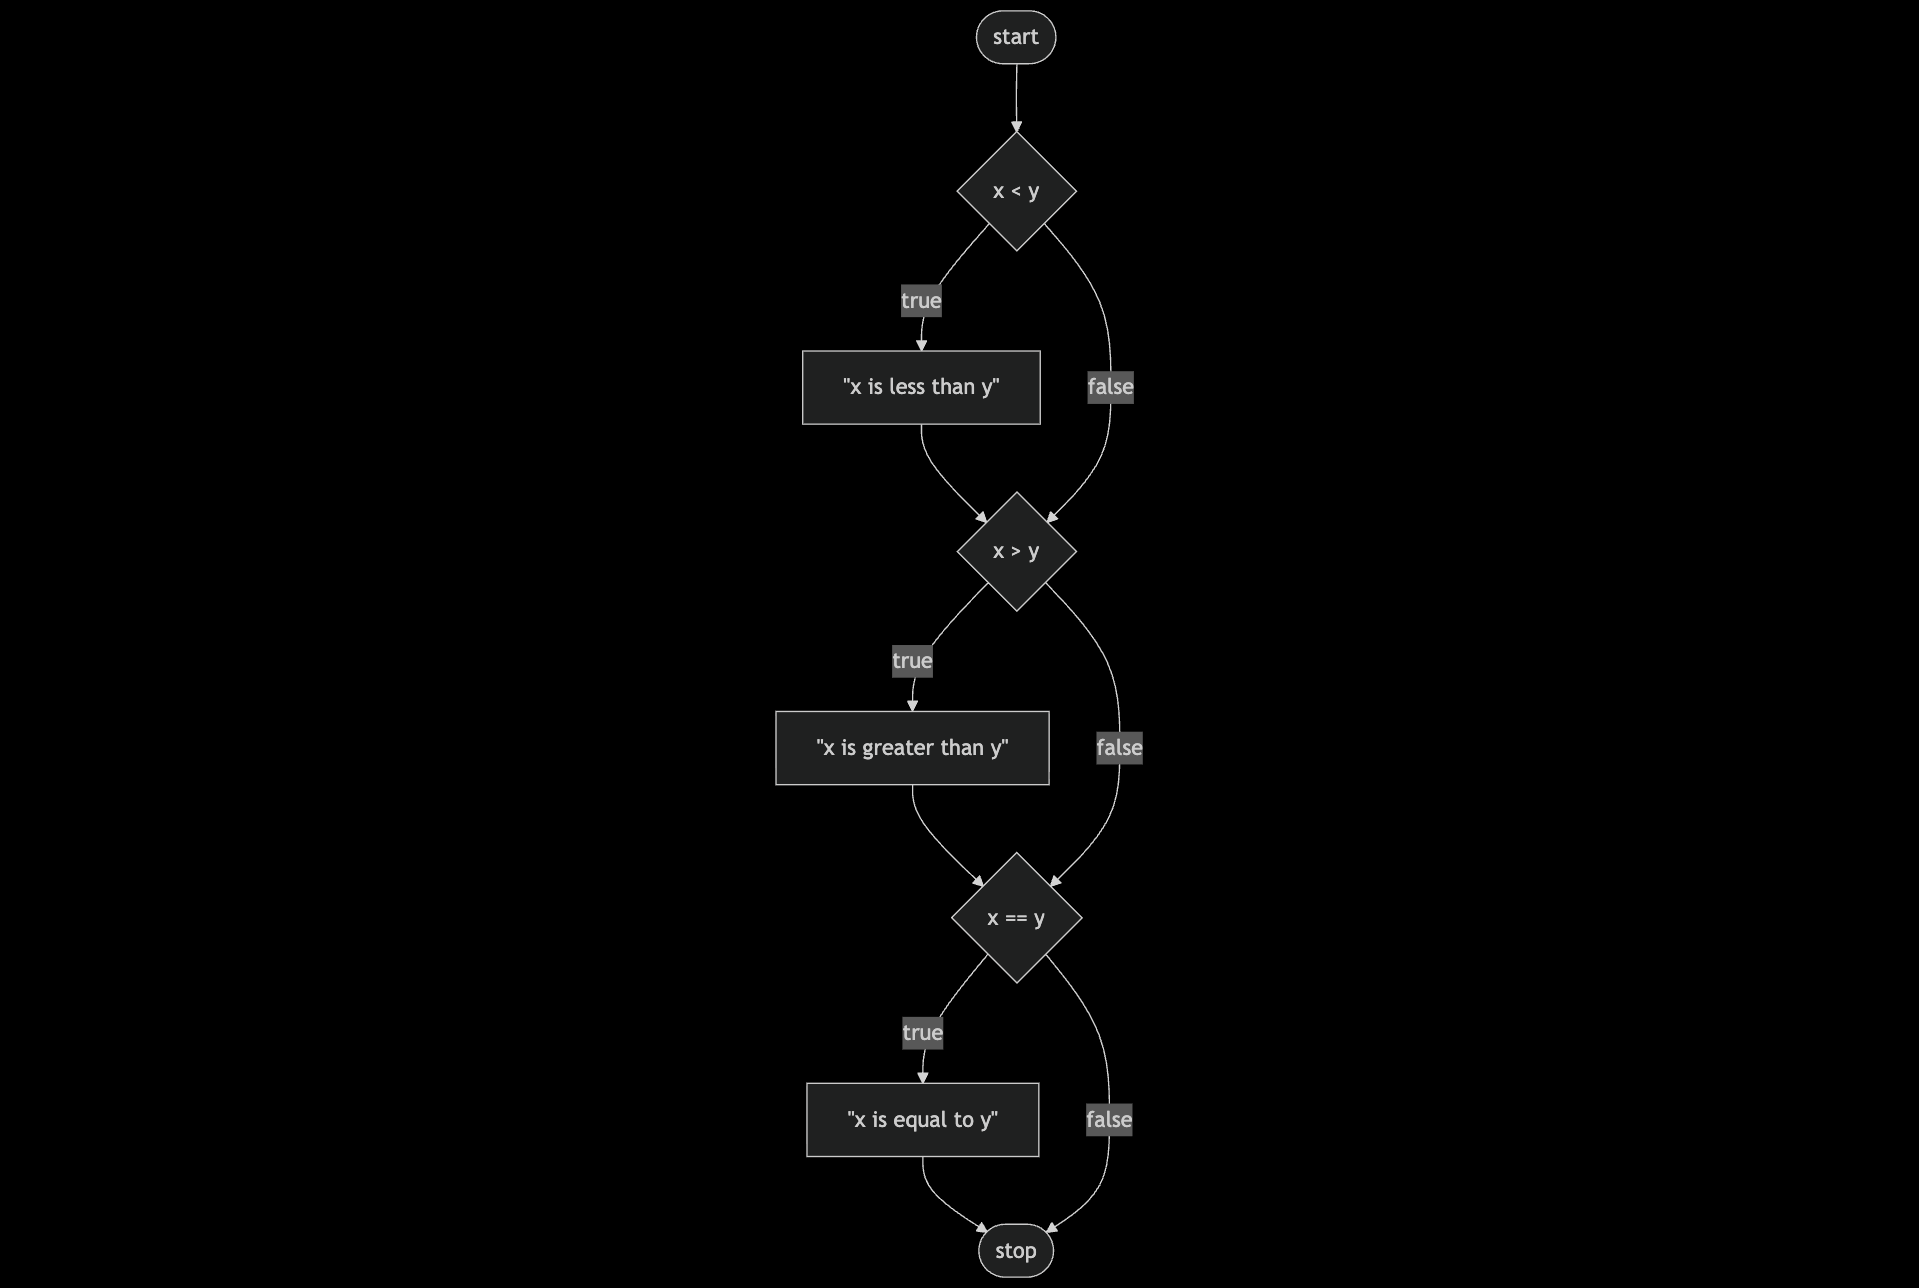 start
x < y
true
"x is less than y"
false
x > y
true
"x is greater than y"
false
x == y
true
"x is equal to y"
false
stop